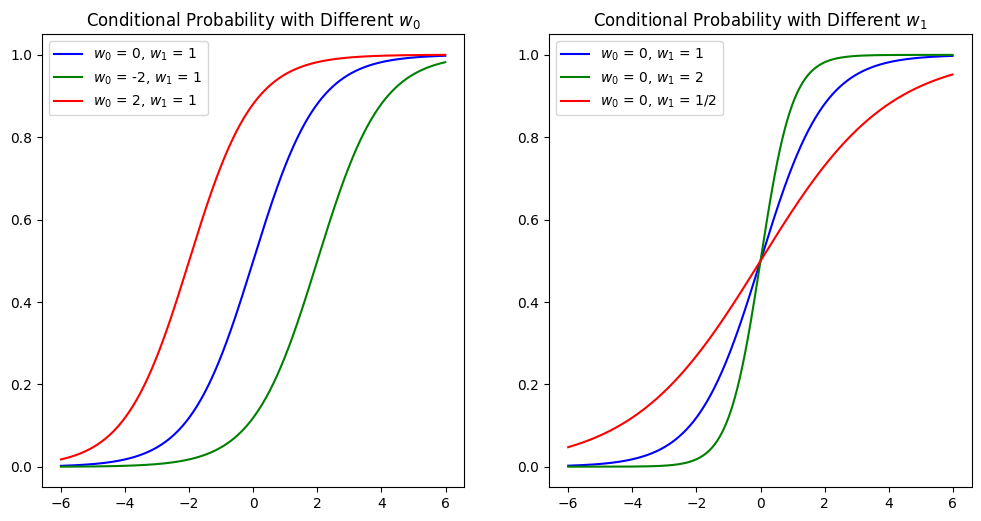 Conditional Probability with Different w₀
w₀ = 0, w₁ = 1
w₀ = -2, w₁ = 1
w₀ = 2, w₁ = 1
1.0
0.8
0.6
0.4
0.2
0.0
−6 −4 −2 0 2 4 6
Conditional Probability with Different w₁
w₀ = 0, w₁ = 1
w₀ = 0, w₁ = 2
w₀ = 0, w₁ = 1/2
1.0
0.8
0.6
0.4
0.2
0.0
−6 −4 −2 0 2 4 6